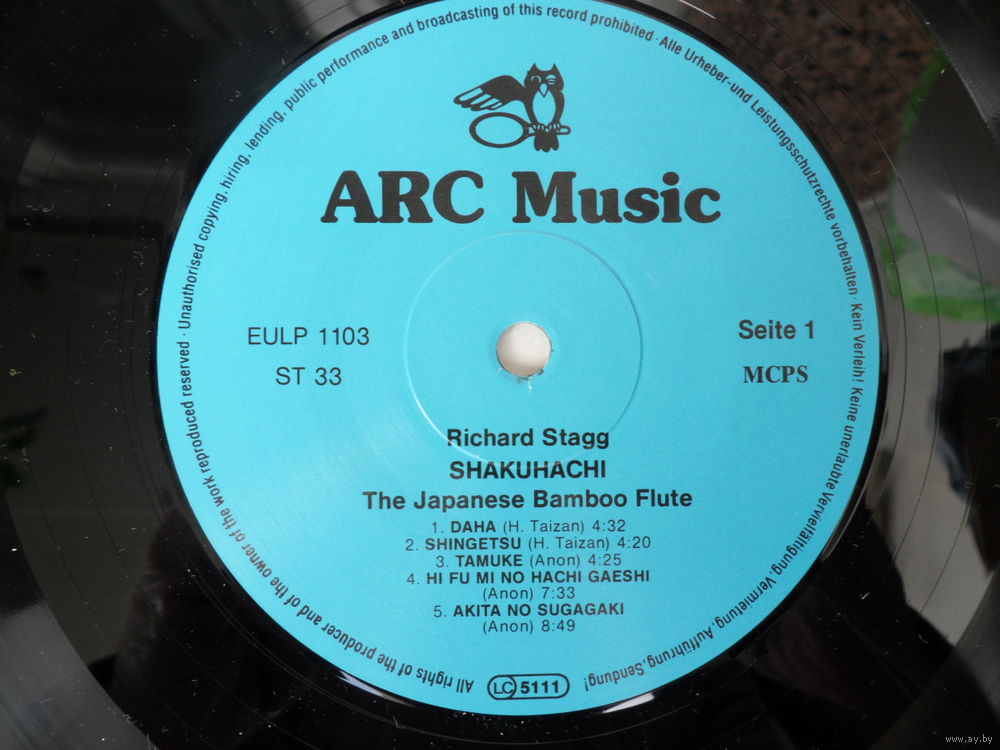 All rights of the producer and of the owner of the work reproduced reserved · Unauthorised copying, hiring, lending, public performance and broadcasting of this record prohibited · Alle Urheber-und Leistungsschutzrechte vorbehalten · Kein Verleih! Keine unerlaubte Vervielfältigung, Vermietung, Aufführung, Sendung!
ARC Music
EULP 1103
ST 33
Seite 1
MCPS
Richard Stagg
SHAKUHACHI
The Japanese Bamboo Flute
1. DAHA (H. Taizan) 4:32
2. SHINGETSU (H. Taizan) 4:20
3. TAMUKE (Anon) 4:25
4. HI FU MI NO HACHI GAESHI
(Anon) 7:33
5. AKITA NO SUGAGAKI
(Anon) 8:49
LC 5111
www.ay.by